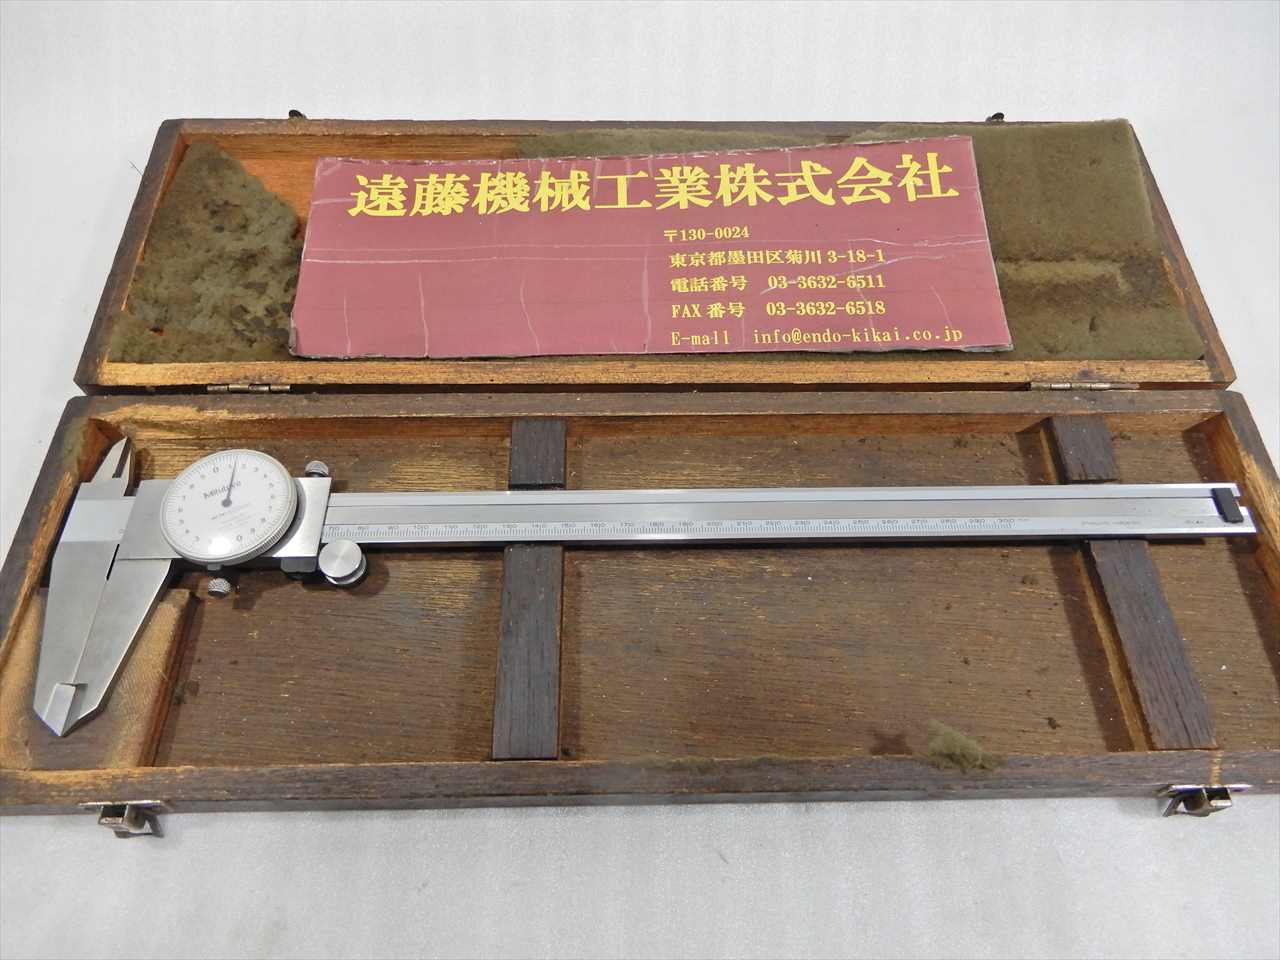 遠藤機械工業株式会社
〒130-0024
東京都墨田区菊川 3-18-1
電話番号 03-3632-6511
FAX 番号 03-3632-6518
E-mail info@endo-kikai.co.jp
Mitutoyo